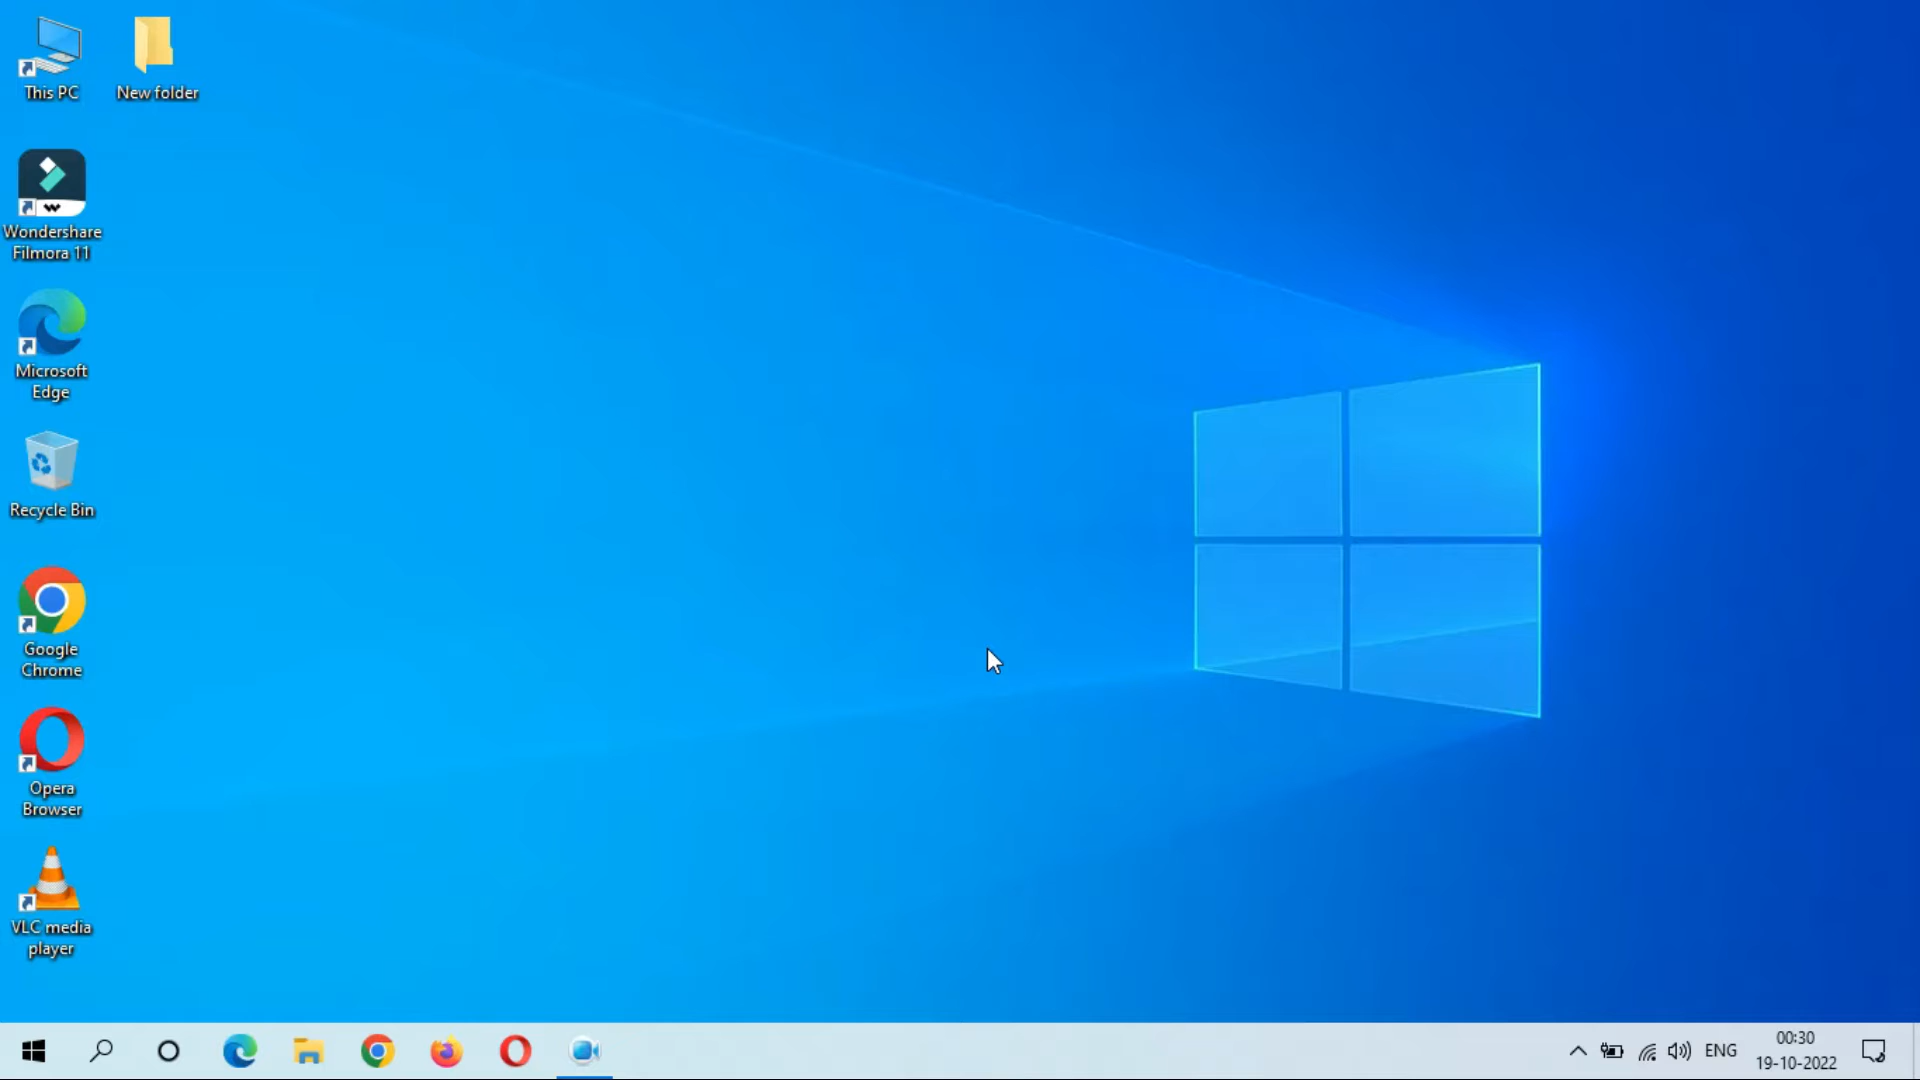 This PC
New folder
Wondershare
Filmora 11
Microsoft
Edge
Recycle Bin
Google
Chrome
Opera
Browser
VLC media
player
ENG
00:30
19-10-2022